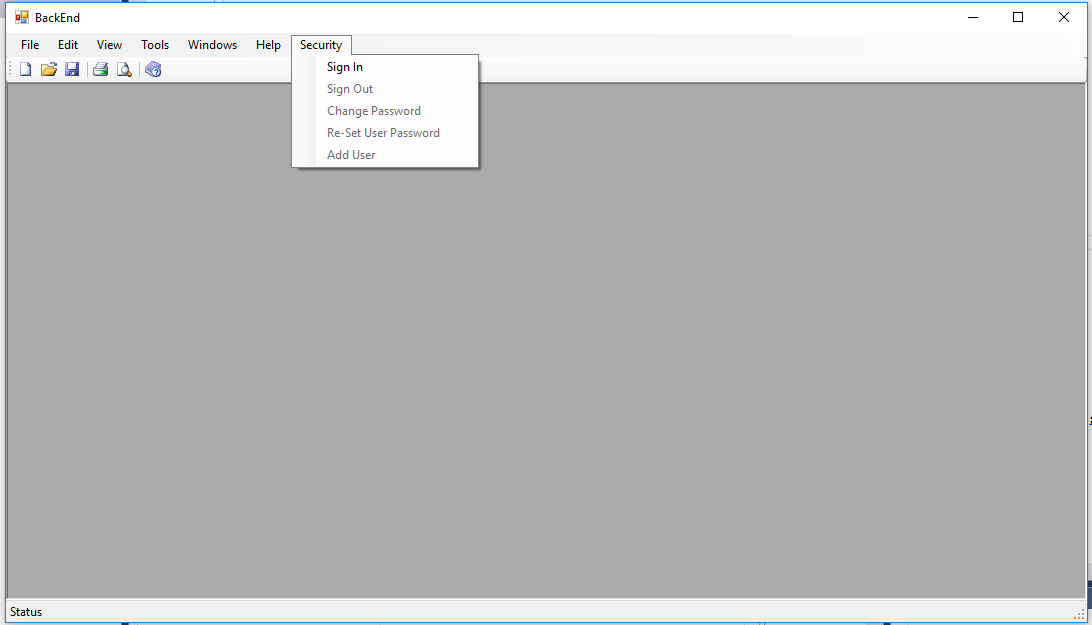 BackEnd
File Edit View Tools Windows Help Security
Sign In
Sign Out
Change Password
Re-Set User Password
Add User
Status